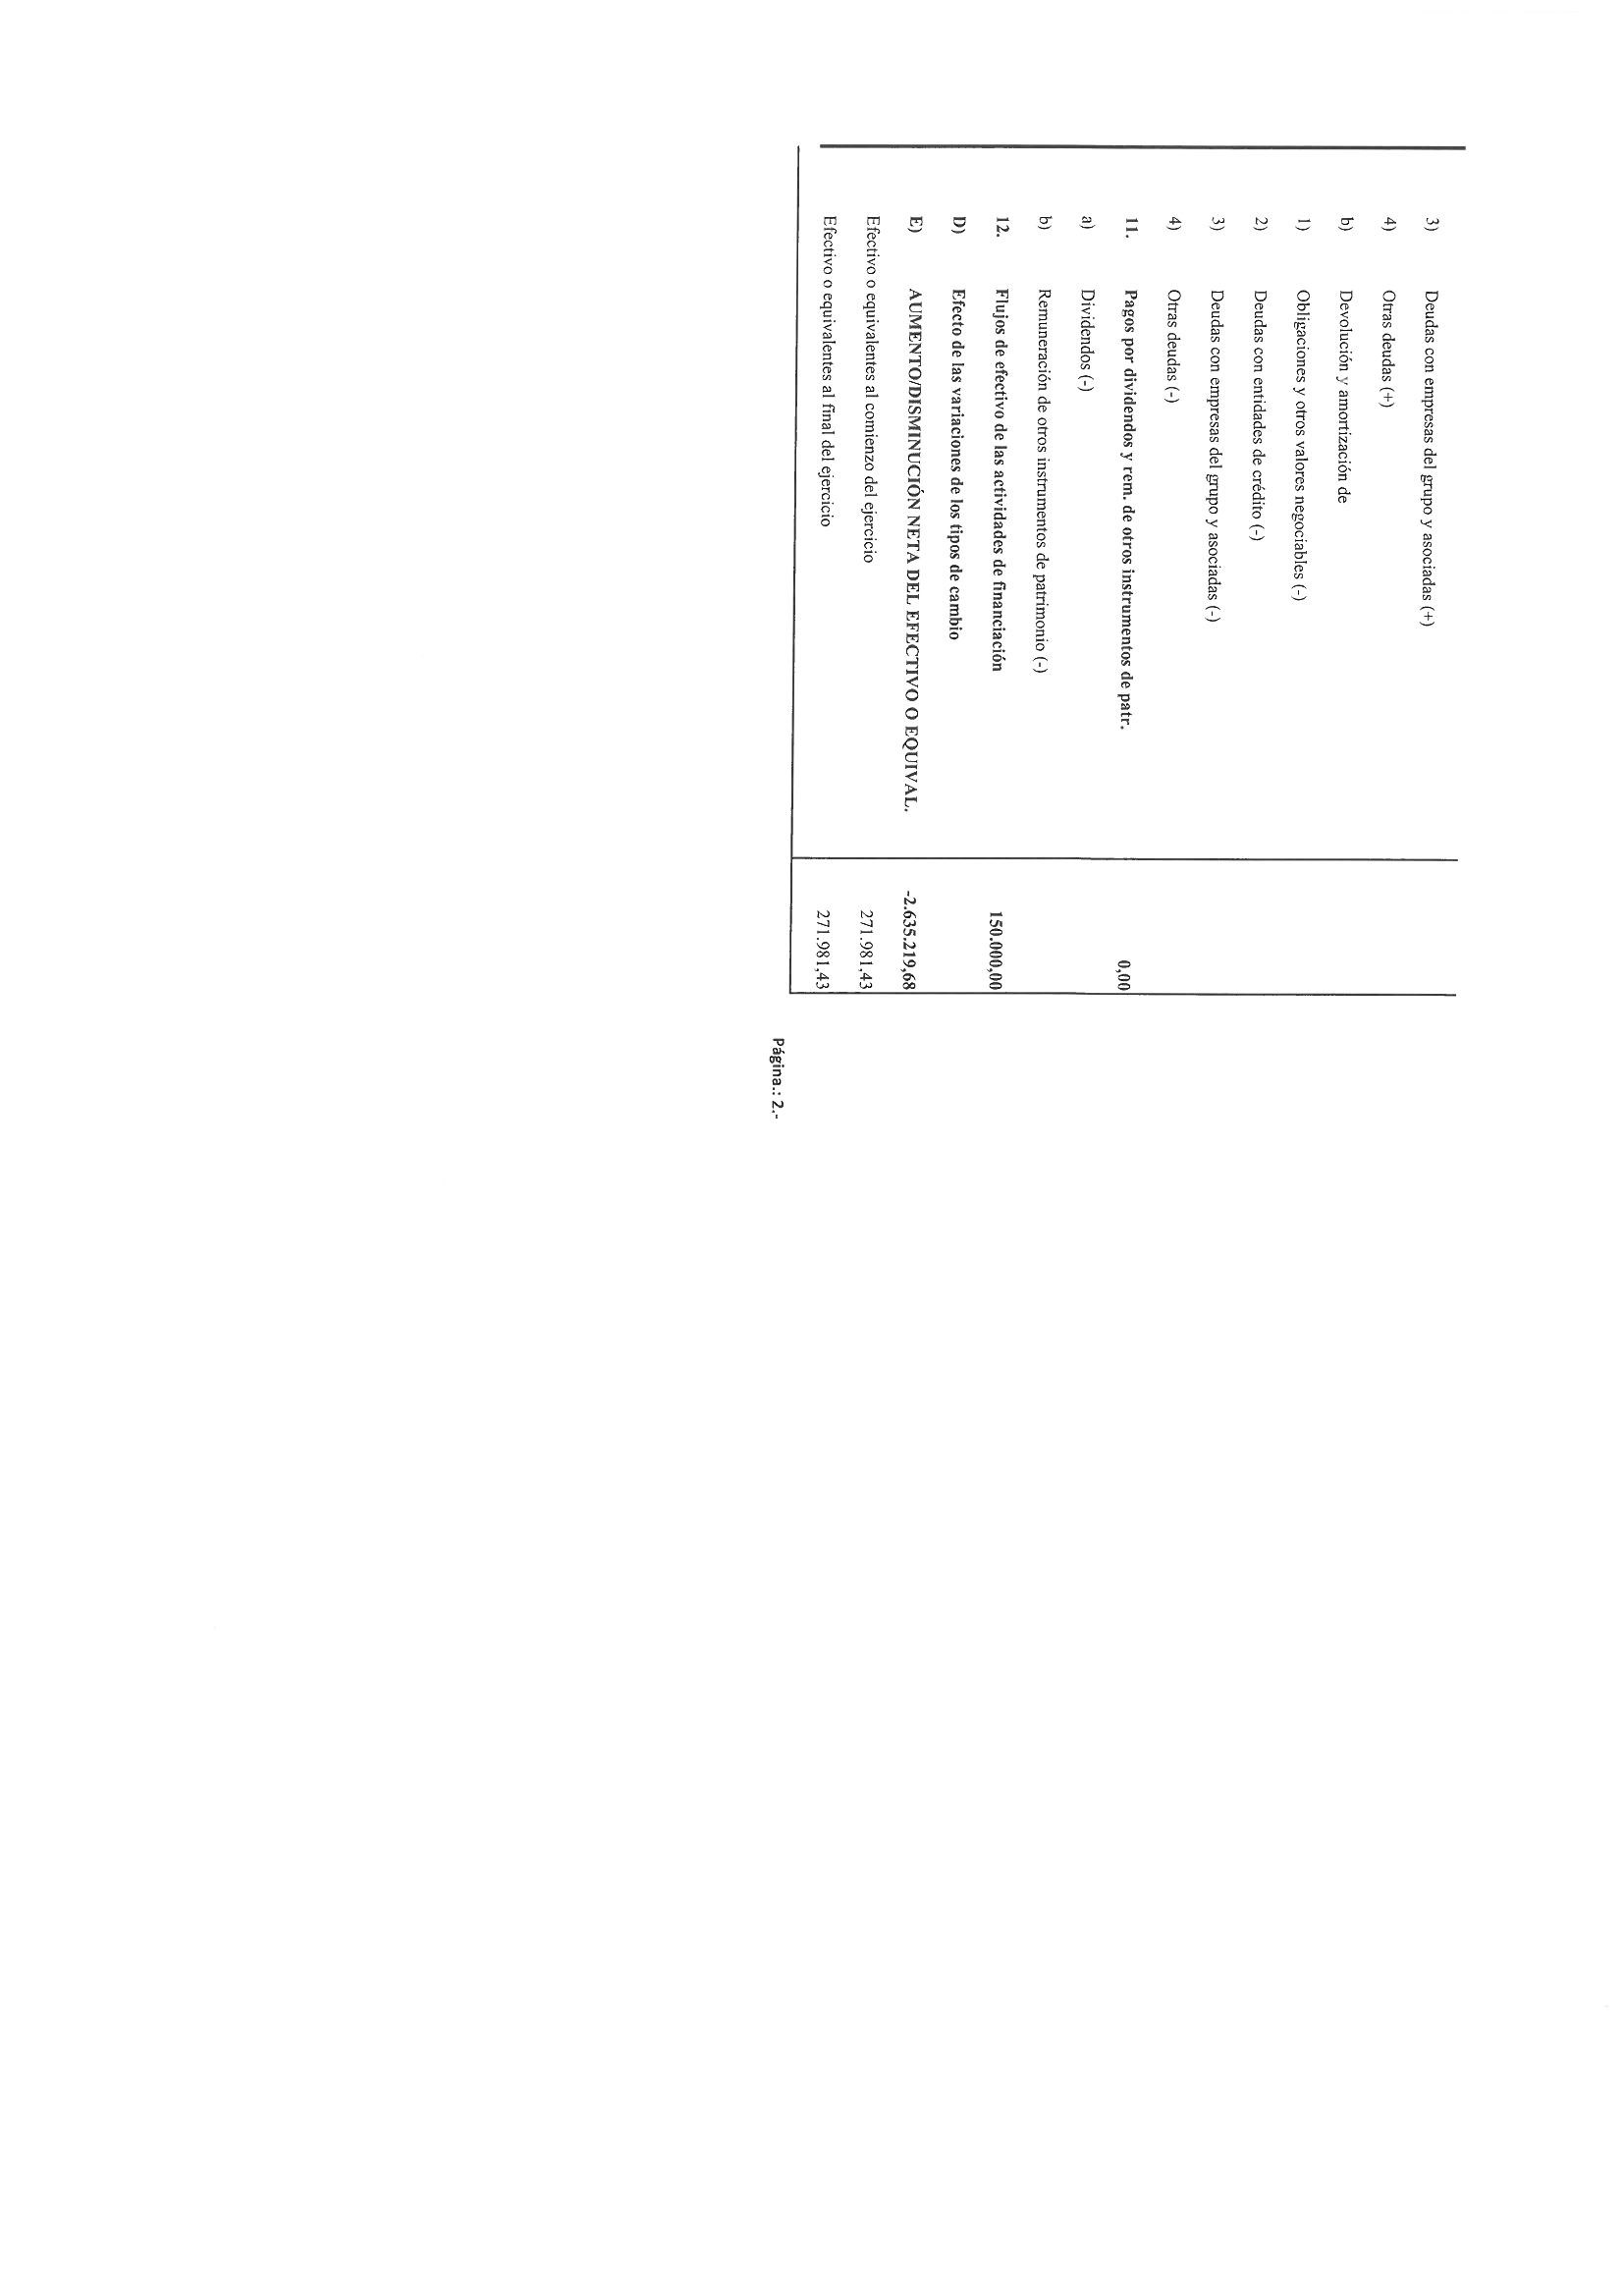 3) Deudas con empresas del grupo y asociadas (+)
4) Otras deudas (+)
b) Devolución y amortización de
1) Obligaciones y otros valores negociables (-)
2) Deudas con entidades de crédito (-)
3) Deudas con empresas del grupo y asociadas (-)
4) Otras deudas (-)
11. Pagos por dividendos y rem. de otros instrumentos de patr. 0,00
a) Dividendos (-)
b) Remuneración de otros instrumentos de patrimonio (-)
12. Flujos de efectivo de las actividades de financiación 150.000,00
D) Efecto de las variaciones de los tipos de cambio
E) AUMENTO/DISMINUCIÓN NETA DEL EFECTIVO O EQUIVAL. -2.635.219,68
Efectivo o equivalentes al comienzo del ejercicio 271.981,43
Efectivo o equivalentes al final del ejercicio 271.981,43
Página.: 2.-